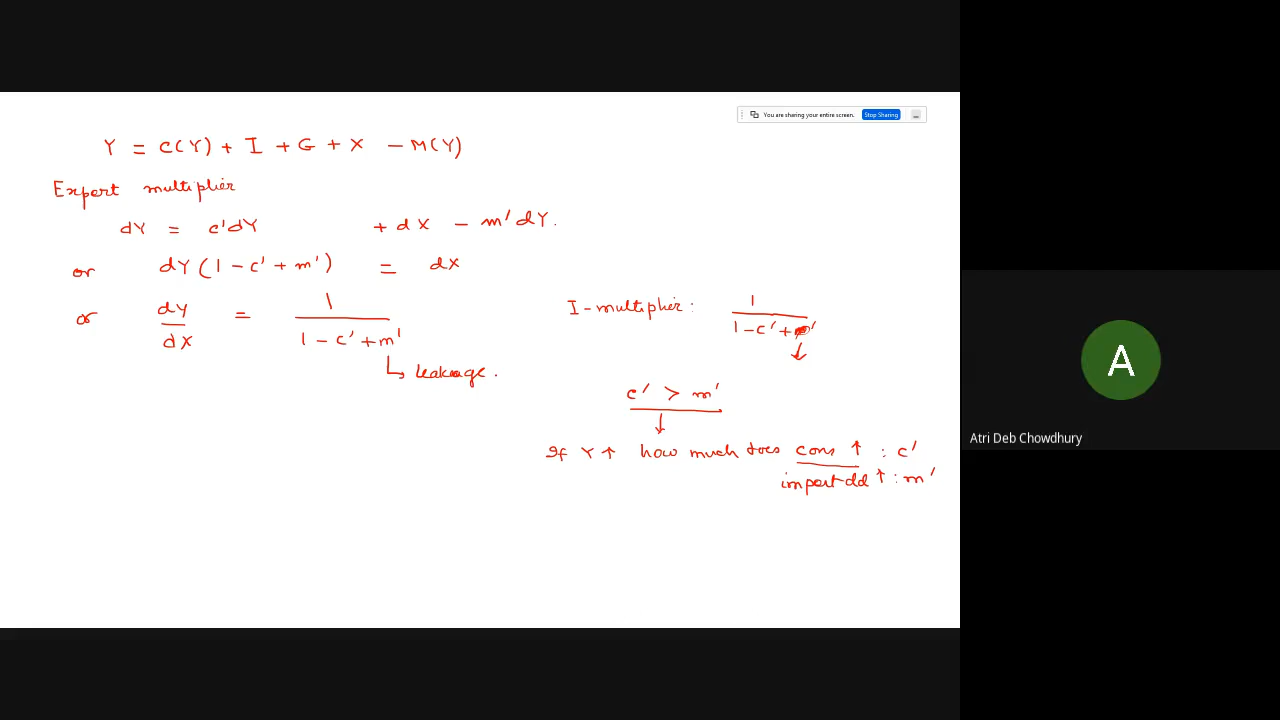 You are sharing your entire screen. Stop Sharing
Y = C(Y) + I + G + X - M(Y)
Export multiplier
dY = c'dY + dX - m'dY.
or dY(1 - c' + m') = dX
or dY/dX = 1/(1 - c' + m')
↳ leakage.
I-multiplier: 1/(1 - c' + m')
↓
c' > m'
↓
If Y ↑ how much does cons ↑ : c'
import dd ↑ : m'
A
Atri Deb Chowdhury